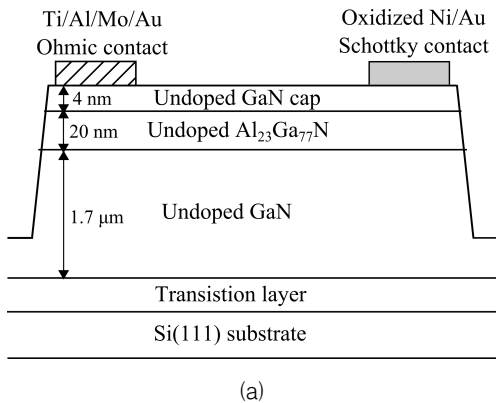 Ti/Al/Mo/Au
Ohmic contact
Oxidized Ni/Au
Schottky contact
4 nm
Undoped GaN cap
20 nm
Undoped Al₂₃Ga₇₇N
1.7 μm
Undoped GaN
Transistion layer
Si(111) substrate
(a)